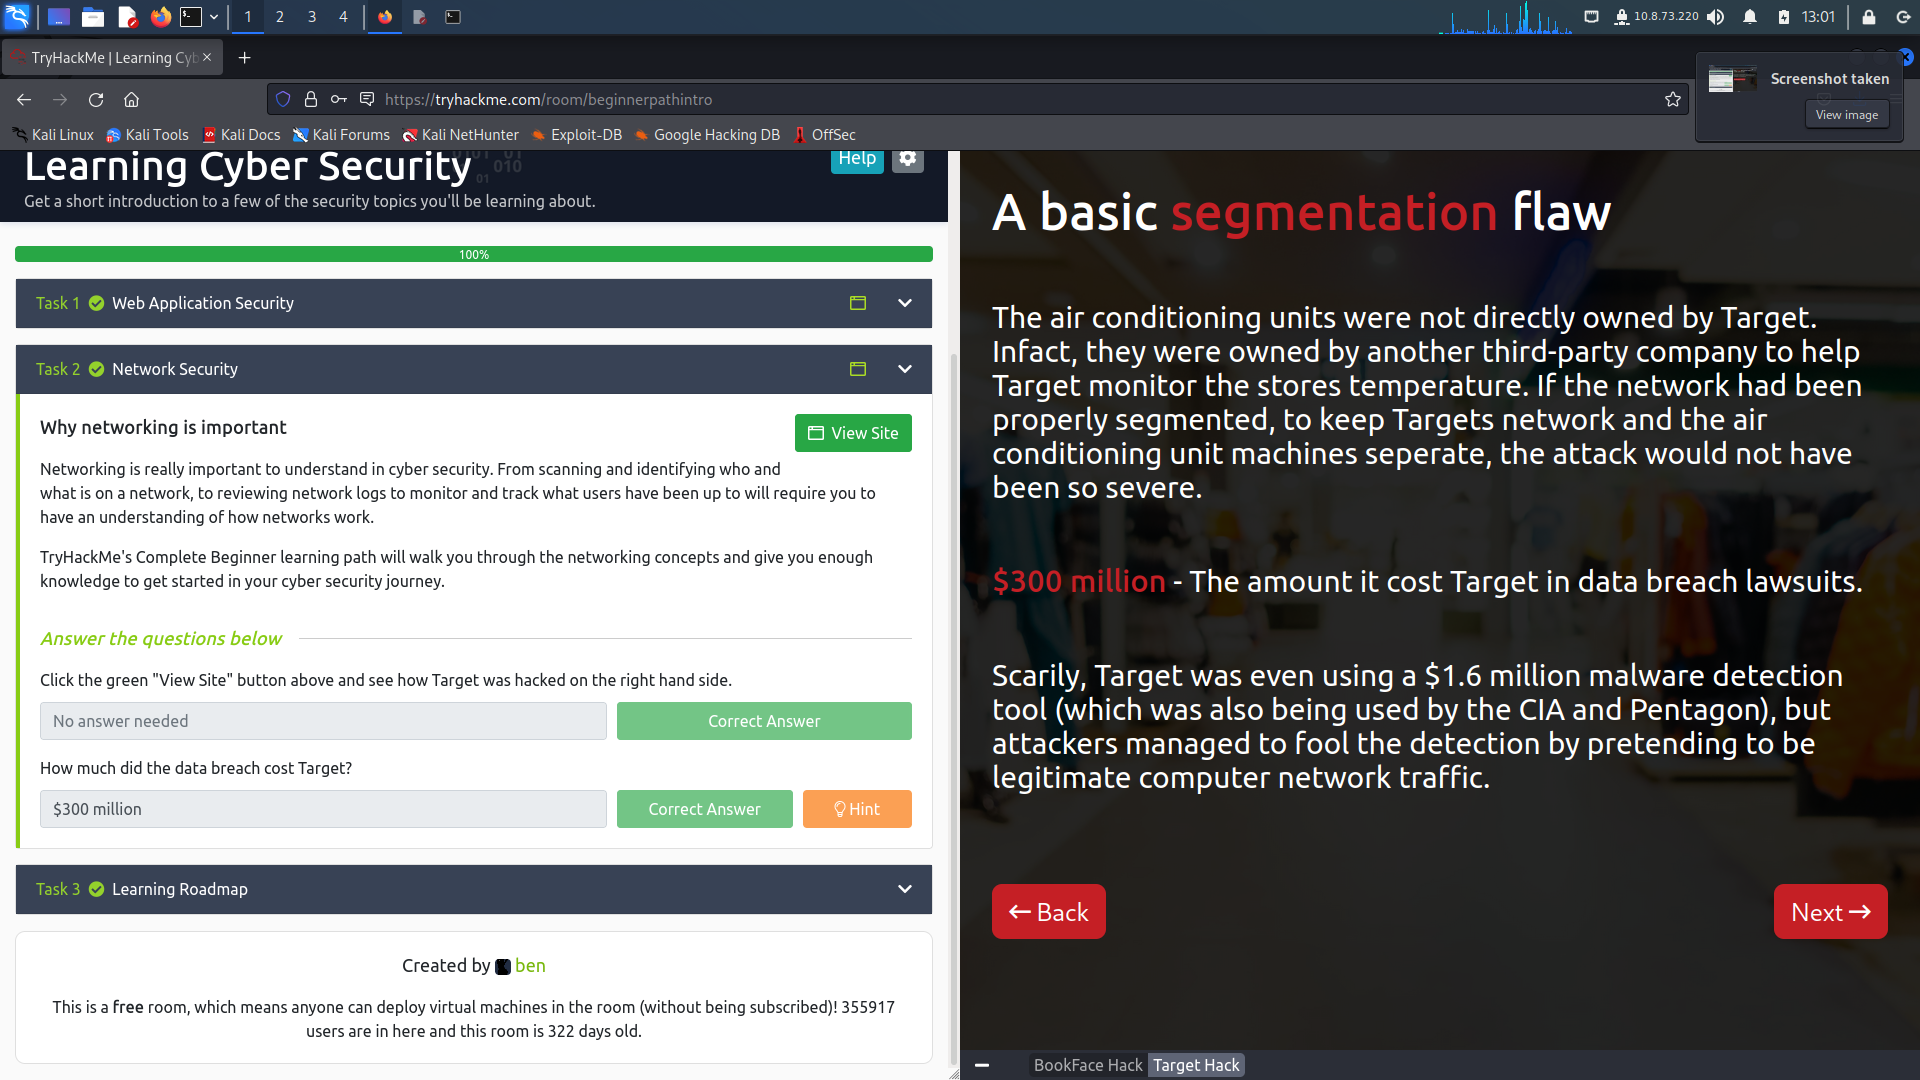 1 2 3 4
10.8.73.220
13:01
TryHackMe | Learning Cyb
Screenshot taken
View image
https://tryhackme.com/room/beginnerpathintro
Kali Linux Kali Tools Kali Docs Kali Forums Kali NetHunter Exploit-DB Google Hacking DB OffSec
Learning Cyber Security
Help
Get a short introduction to a few of the security topics you'll be learning about.
100%
Task 1 Web Application Security
Task 2 Network Security
Why networking is important
View Site
Networking is really important to understand in cyber security. From scanning and identifying who and
what is on a network, to reviewing network logs to monitor and track what users have been up to will require you to
have an understanding of how networks work.
TryHackMe's Complete Beginner learning path will walk you through the networking concepts and give you enough
knowledge to get started in your cyber security journey.
Answer the questions below
Click the green "View Site" button above and see how Target was hacked on the right hand side.
No answer needed
Correct Answer
How much did the data breach cost Target?
$300 million
Correct Answer
Hint
Task 3 Learning Roadmap
Created by ben
This is a free room, which means anyone can deploy virtual machines in the room (without being subscribed)! 355917
users are in here and this room is 322 days old.
A basic segmentation flaw
The air conditioning units were not directly owned by Target.
Infact, they were owned by another third-party company to help
Target monitor the stores temperature. If the network had been
properly segmented, to keep Targets network and the air
conditioning unit machines seperate, the attack would not have
been so severe.
$300 million - The amount it cost Target in data breach lawsuits.
Scarily, Target was even using a $1.6 million malware detection
tool (which was also being used by the CIA and Pentagon), but
attackers managed to fool the detection by pretending to be
legitimate computer network traffic.
← Back
Next →
BookFace Hack Target Hack